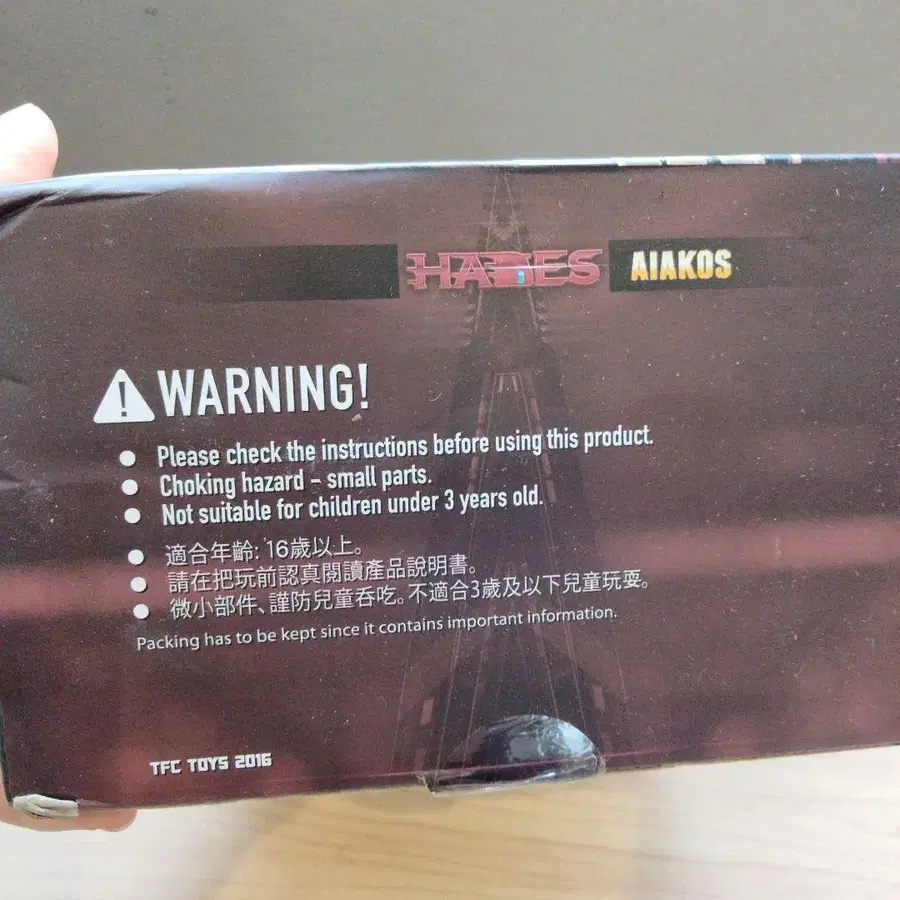 HADES AIAKOS
WARNING!
Please check the instructions before using this product.
Choking hazard – small parts.
Not suitable for children under 3 years old.
適合年齡: 16歲以上。
請在把玩前認真閱讀產品說明書。
微小部件、謹防兒童吞吃。不適合3歲及以下兒童玩耍。
Packing has to be kept since it contains important information.
TFC TOYS 2016